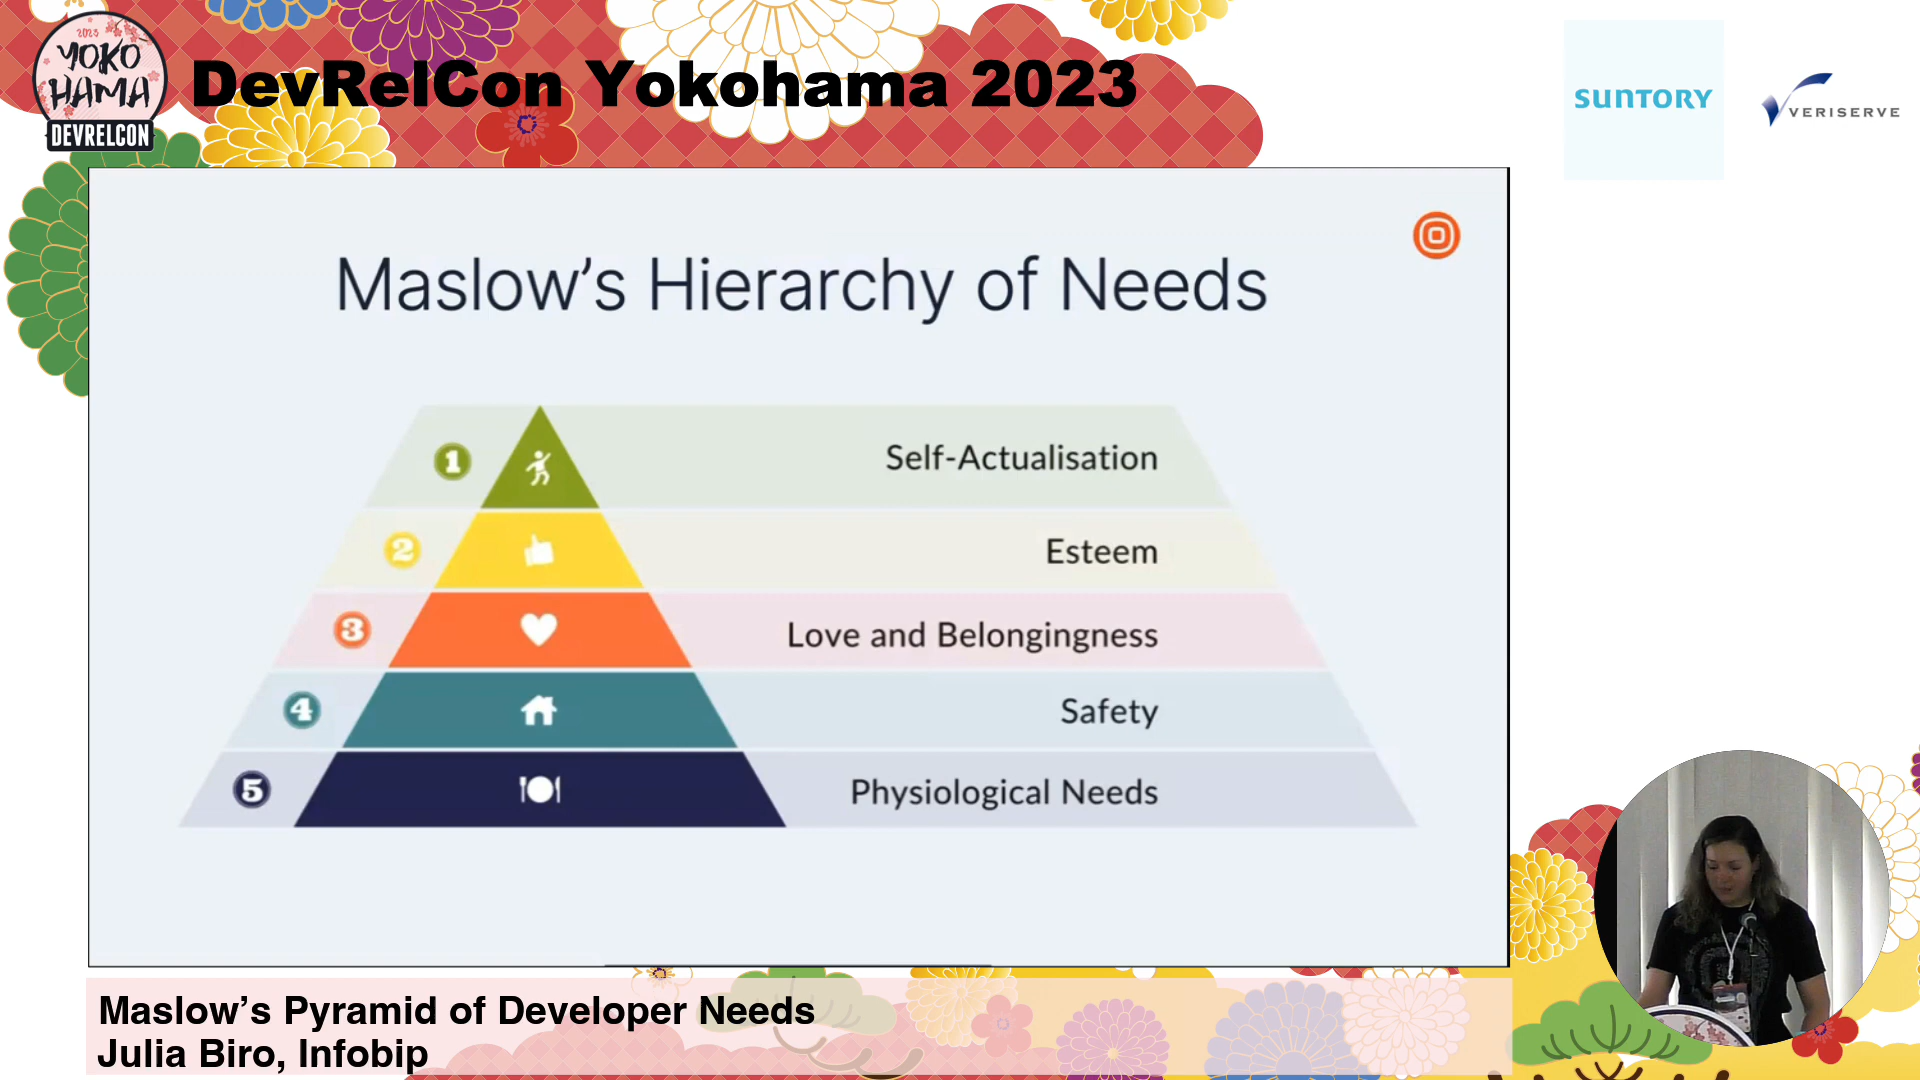 2023
YOKO
HAMA
DEVRELCON
DevRelCon Yokohama 2023
SUNTORY
VERISERVE
Maslow’s Hierarchy of Needs
1
Self-Actualisation
2
Esteem
3
Love and Belongingness
4
Safety
5
Physiological Needs
Maslow’s Pyramid of Developer Needs
Julia Biro, Infobip